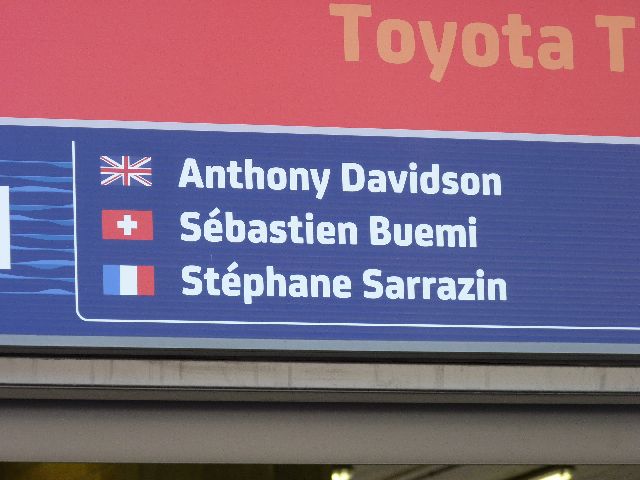 Toyota T
Anthony Davidson
Sébastien Buemi
Stéphane Sarrazin